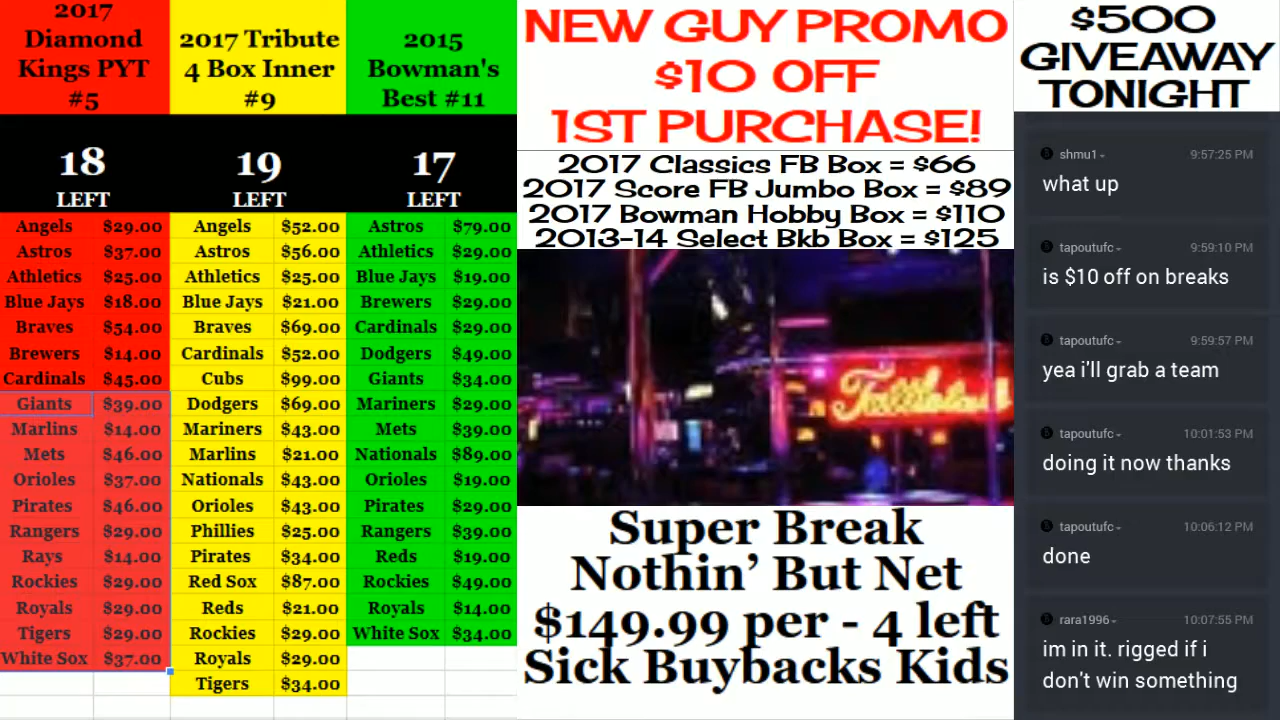 2017
Diamond
Kings PYT
#5
18
LEFT
Angels $29.00
Astros $37.00
Athletics $25.00
Blue Jays $18.00
Braves $54.00
Brewers $14.00
Cardinals $45.00
Giants $39.00
Marlins $14.00
Mets $46.00
Orioles $37.00
Pirates $46.00
Rangers $29.00
Rays $14.00
Rockies $29.00
Royals $29.00
Tigers $29.00
White Sox $37.00
2017 Tribute
4 Box Inner
#9
19
LEFT
Angels $52.00
Astros $56.00
Athletics $25.00
Blue Jays $21.00
Braves $69.00
Cardinals $52.00
Cubs $99.00
Dodgers $69.00
Mariners $43.00
Marlins $21.00
Nationals $43.00
Orioles $43.00
Phillies $25.00
Pirates $34.00
Red Sox $87.00
Reds $21.00
Rockies $29.00
Royals $29.00
Tigers $34.00
2015
Bowman's
Best #11
17
LEFT
Astros $79.00
Athletics $29.00
Blue Jays $19.00
Brewers $29.00
Cardinals $29.00
Dodgers $49.00
Giants $34.00
Mariners $29.00
Mets $39.00
Nationals $89.00
Orioles $19.00
Pirates $29.00
Rangers $39.00
Reds $19.00
Rockies $49.00
Royals $14.00
White Sox $34.00
NEW GUY PROMO
$10 OFF
1ST PURCHASE!
2017 Classics FB Box = $66
2017 Score FB Jumbo Box = $89
2017 Bowman Hobby Box = $110
2013-14 Select Bkb Box = $125
Super Break
Nothin' But Net
$149.99 per - 4 left
Sick Buybacks Kids
$500
GIVEAWAY
TONIGHT
shmu1 9:57:25 PM
what up
tapoutufc 9:59:10 PM
is $10 off on breaks
tapoutufc 9:59:57 PM
yea i'll grab a team
tapoutufc 10:01:53 PM
doing it now thanks
tapoutufc 10:06:12 PM
done
rara1996 10:07:55 PM
im in it. rigged if i
don't win something